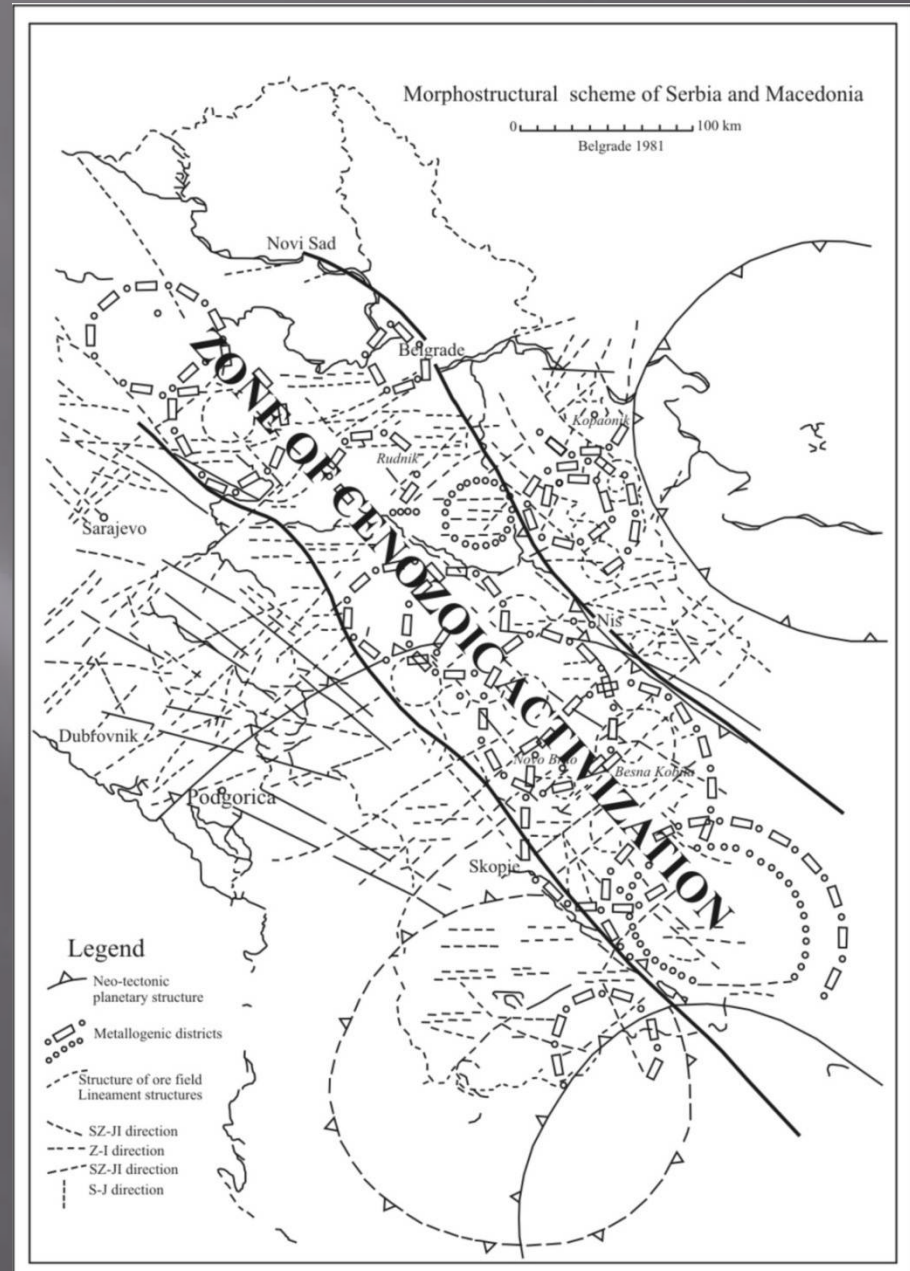 Morphostructural scheme of Serbia and Macedonia
0 100 km
Belgrade 1981
Novi Sad
Belgrade
Kopaonik
Rudnik
ZONE OF CENOZOIC ACTIVIZATION
Sarajevo
Nis
Dubrovnik
Novo Brdo
Besna Kobila
Podgorica
Skopje
Legend
Neo-tectonic
planetary structure
Metallogenic districts
Structure of ore field
Lineament structures
SZ-JI direction
Z-I direction
SZ-JI direction
S-J direction